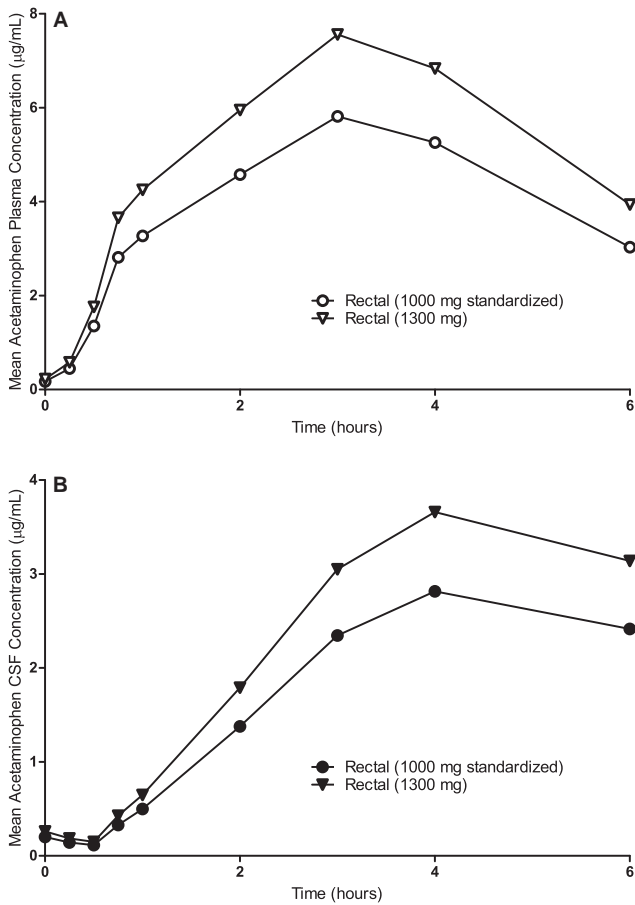 A
Mean Acetaminophen Plasma Concentration (µg/mL)
8
6
4
2
0
Rectal (1000 mg standardized)
Rectal (1300 mg)
0 2 4 6
Time (hours)
B
Mean Acetaminophen CSF Concentration (µg/mL)
4
3
2
1
0
Rectal (1000 mg standardized)
Rectal (1300 mg)
0 2 4 6
Time (hours)